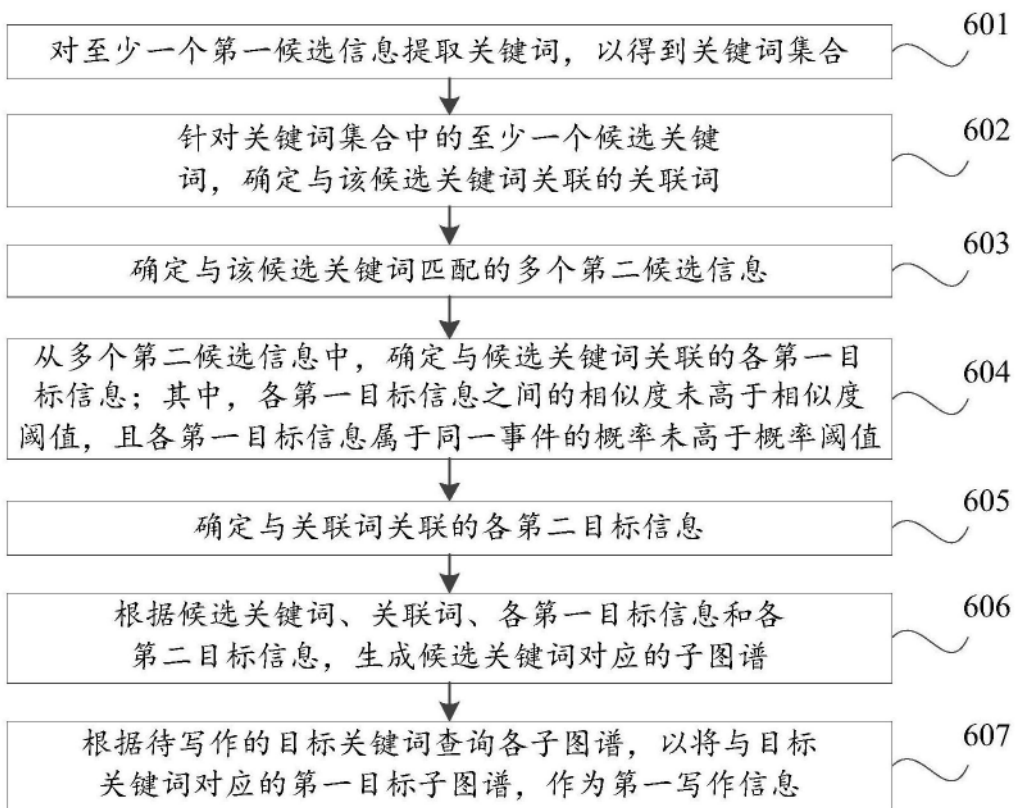 对至少一个第一候选信息提取关键词，以得到关键词集合
601
针对关键词集合中的至少一个候选关键
词，确定与该候选关键词关联的关联词
602
确定与该候选关键词匹配的多个第二候选信息
603
从多个第二候选信息中，确定与候选关键词关联的各第一目
标信息；其中，各第一目标信息之间的相似度未高于相似度
阈值，且各第一目标信息属于同一事件的概率未高于概率阈值
604
确定与关联词关联的各第二目标信息
605
根据候选关键词、关联词、各第一目标信息和各
第二目标信息，生成候选关键词对应的子图谱
606
根据待写作的目标关键词查询各子图谱，以将与目标
关键词对应的第一目标子图谱，作为第一写作信息
607